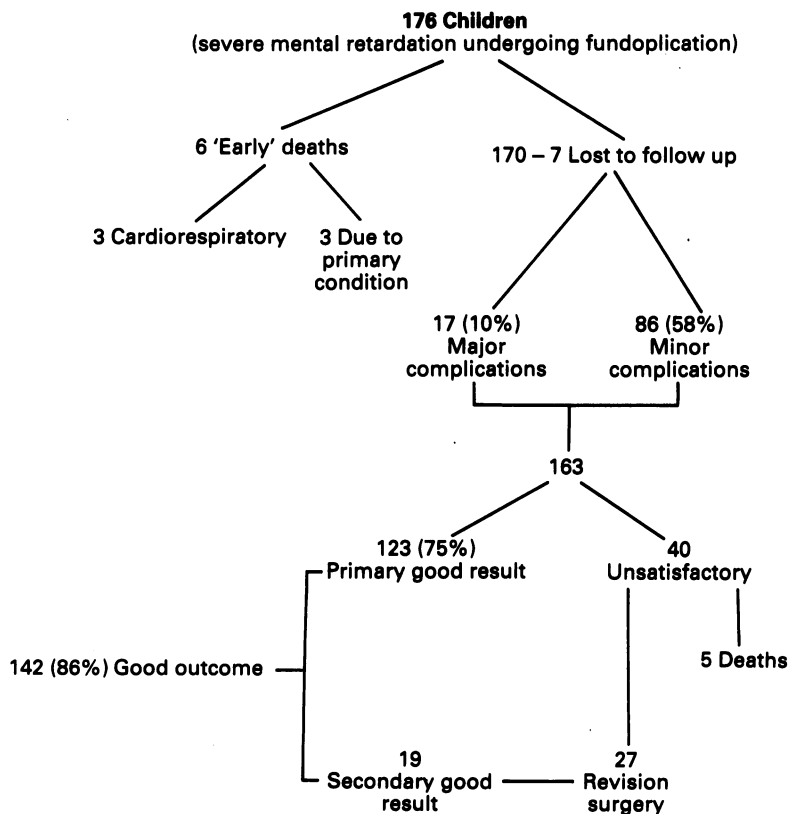 176 Children
(severe mental retardation undergoing fundoplication)
6 'Early' deaths
170 – 7 Lost to follow up
3 Cardiorespiratory
3 Due to
primary
condition
17 (10%)
Major
complications
86 (58%)
Minor
complications
163
123 (75%)
Primary good result
40
Unsatisfactory
5 Deaths
142 (86%) Good outcome
19
Secondary good
result
27
Revision
surgery